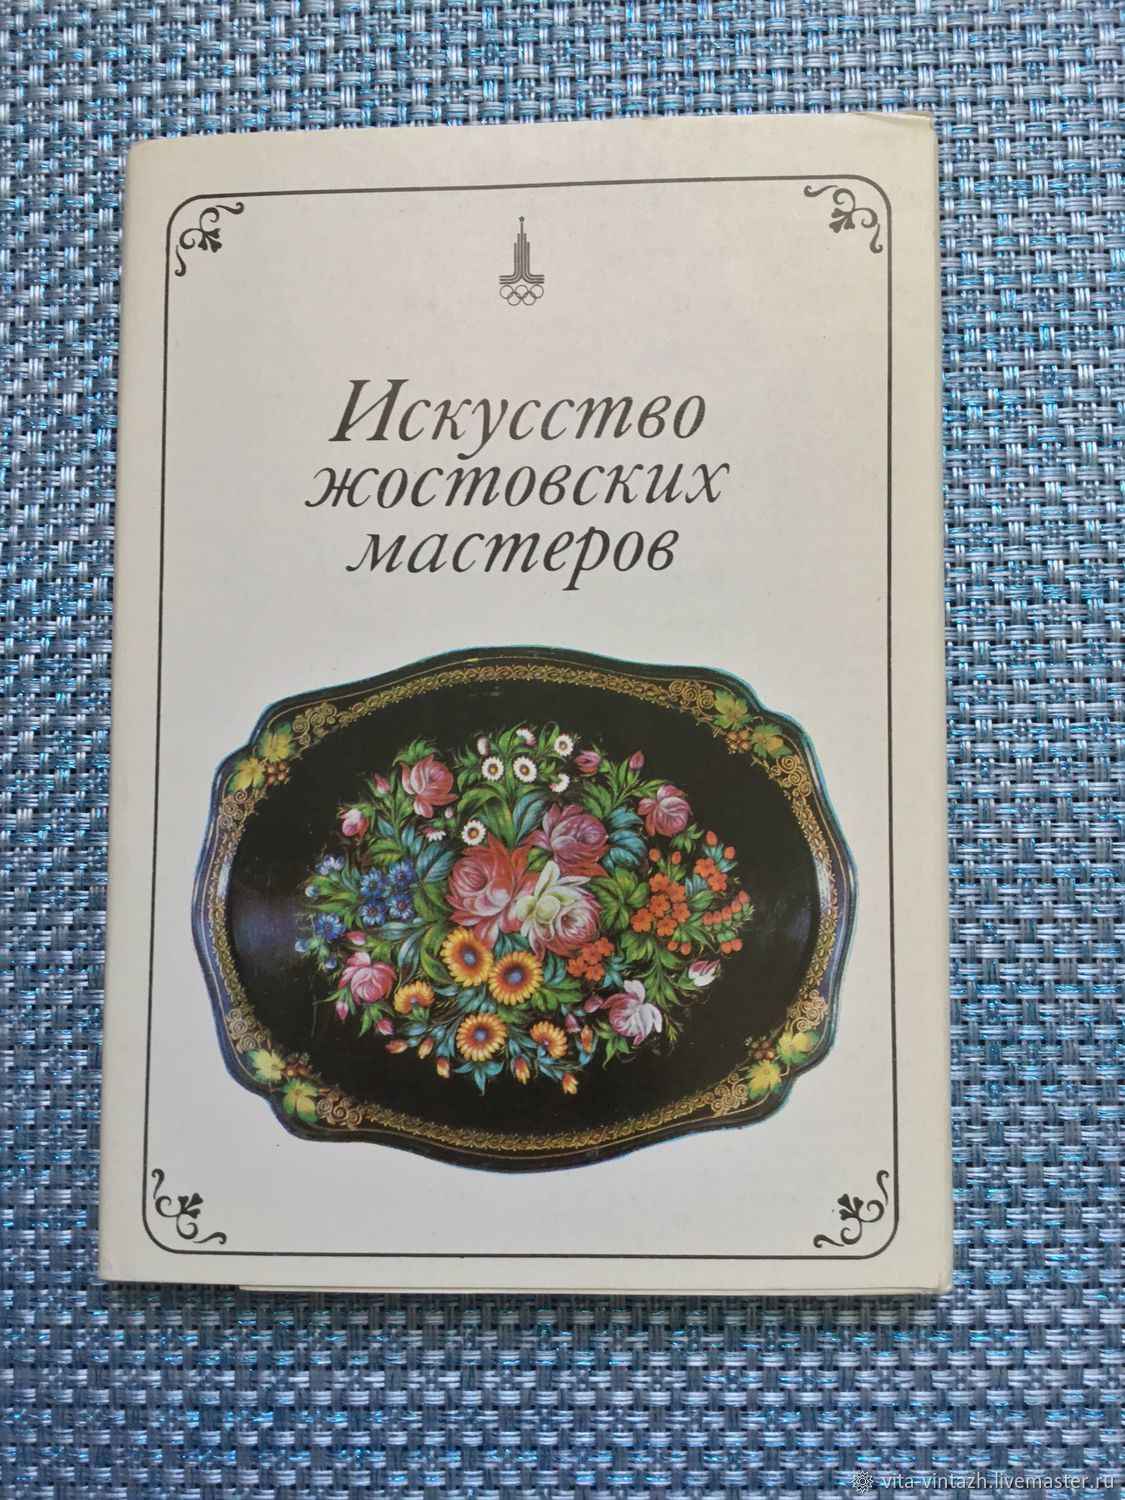 Искусство
жостовских
мастеров
vita-vintazh.livemaster.ru